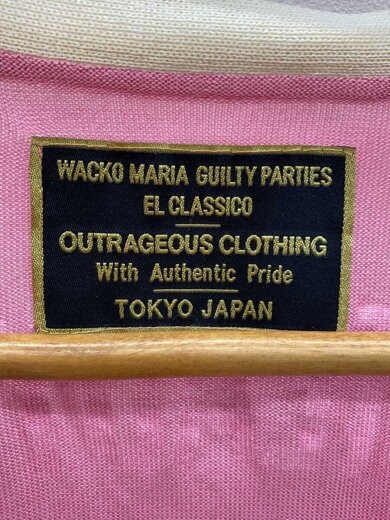 WACKO MARIA GUILTY PARTIES
EL CLASSICO
OUTRAGEOUS CLOTHING
With Authentic Pride
TOKYO JAPAN